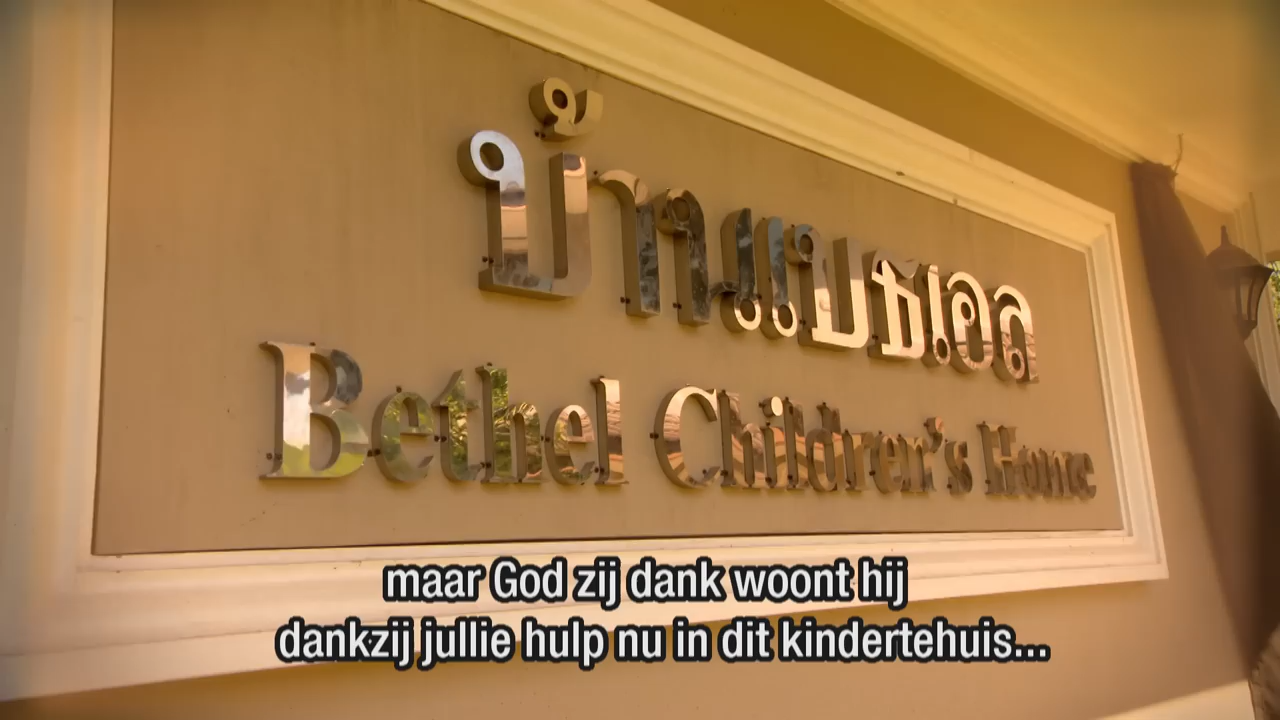 บ้านเบธเอล
Bethel Children's Home
maar God zij dank woont hij
dankzij jullie hulp nu in dit kindertehuis...